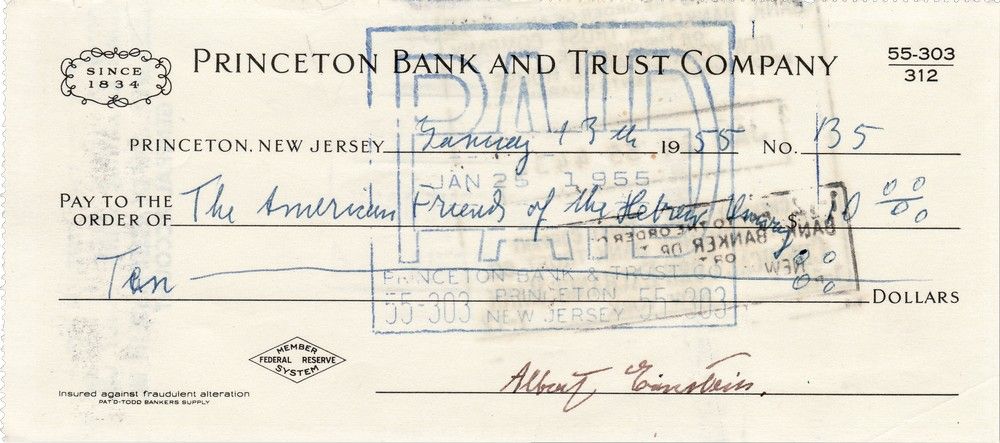 SINCE 1834
PRINCETON BANK AND TRUST COMPANY
55-303
312
PRINCETON, NEW JERSEY January 13th 1955 No. 135
PAY TO THE ORDER OF The American Friends of the Hebrew $ 10 00/00
Ten 00/00 DOLLARS
PAID
JAN 25 1955
PAID
PRINCETON BANK & TRUST CO
55-303 PRINCETON NEW JERSEY 55-303
MEMBER
FEDERAL RESERVE
SYSTEM
Albert Einstein.
Insured against fraudulent alteration
PAT'D-TODD BANKERS SUPPLY